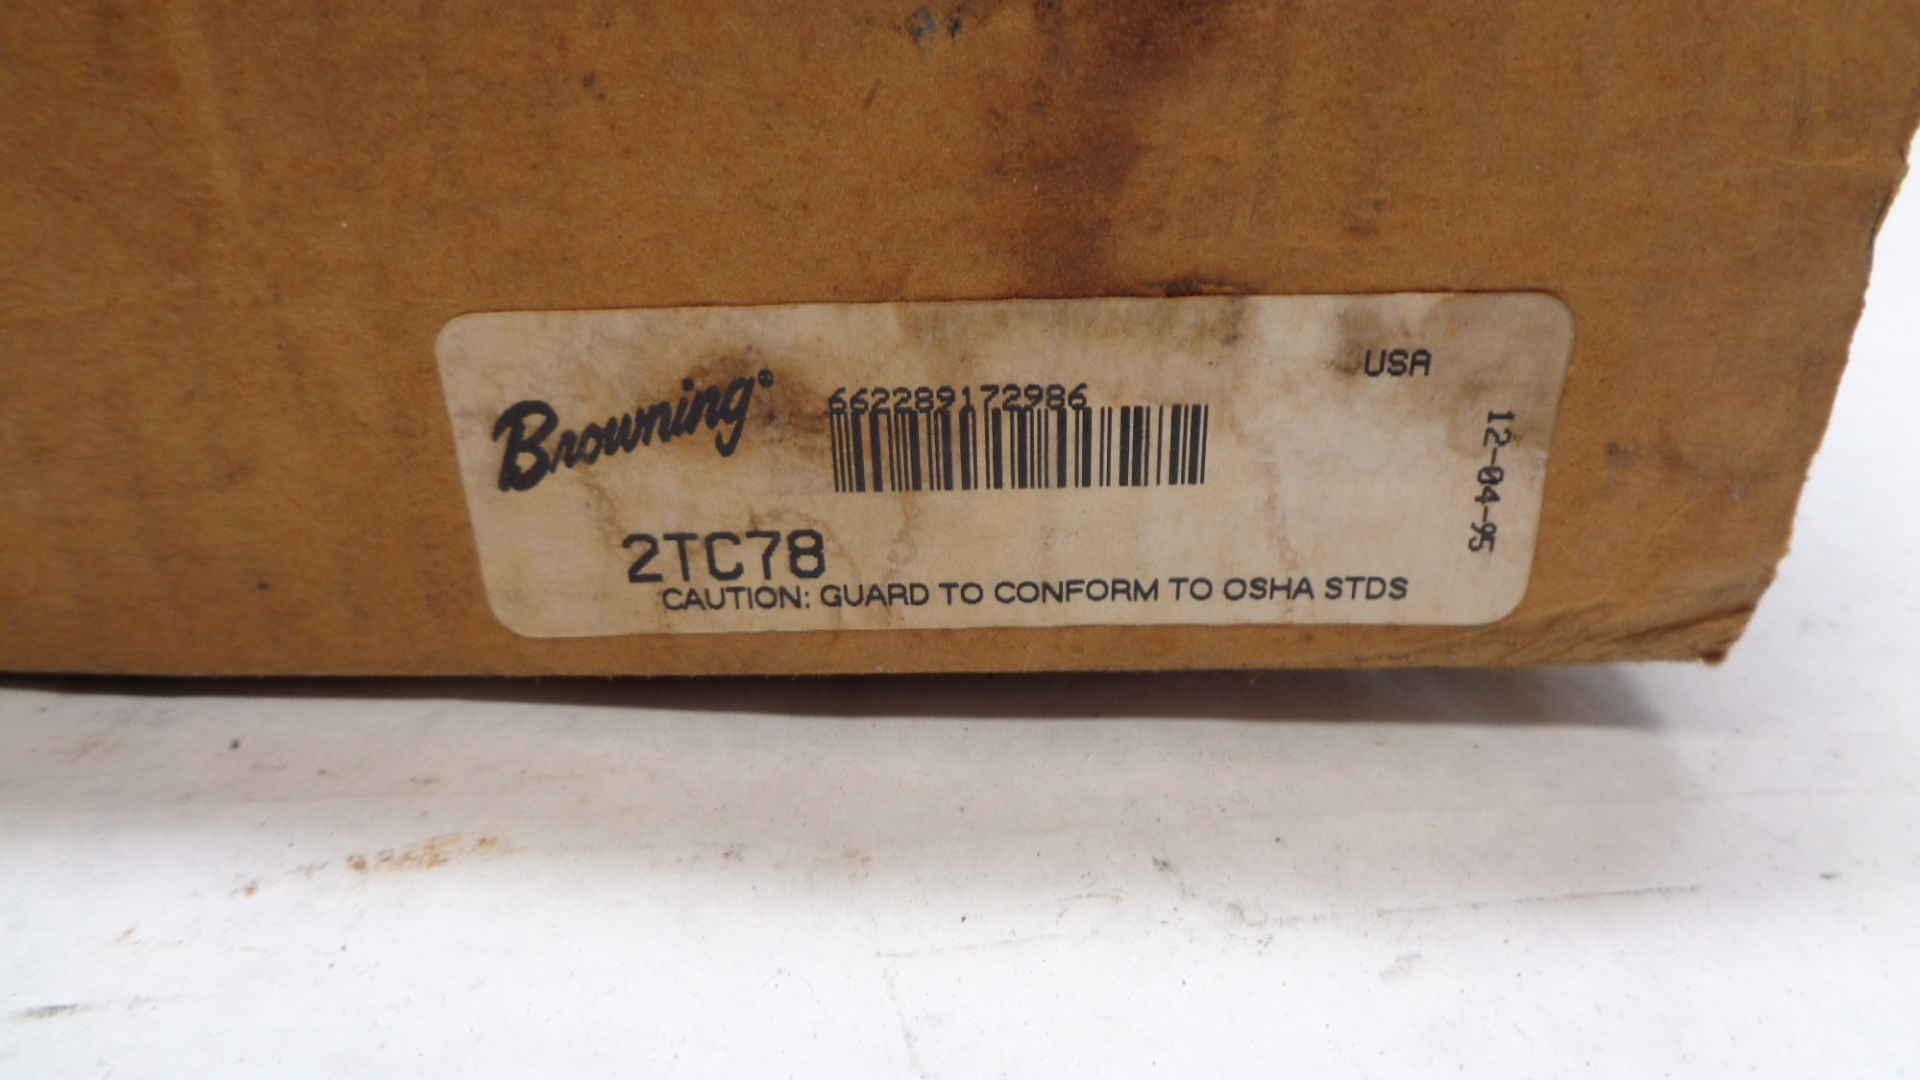 Browning®
662289172986
USA
12-04-95
2TC78
CAUTION: GUARD TO CONFORM TO OSHA STDS